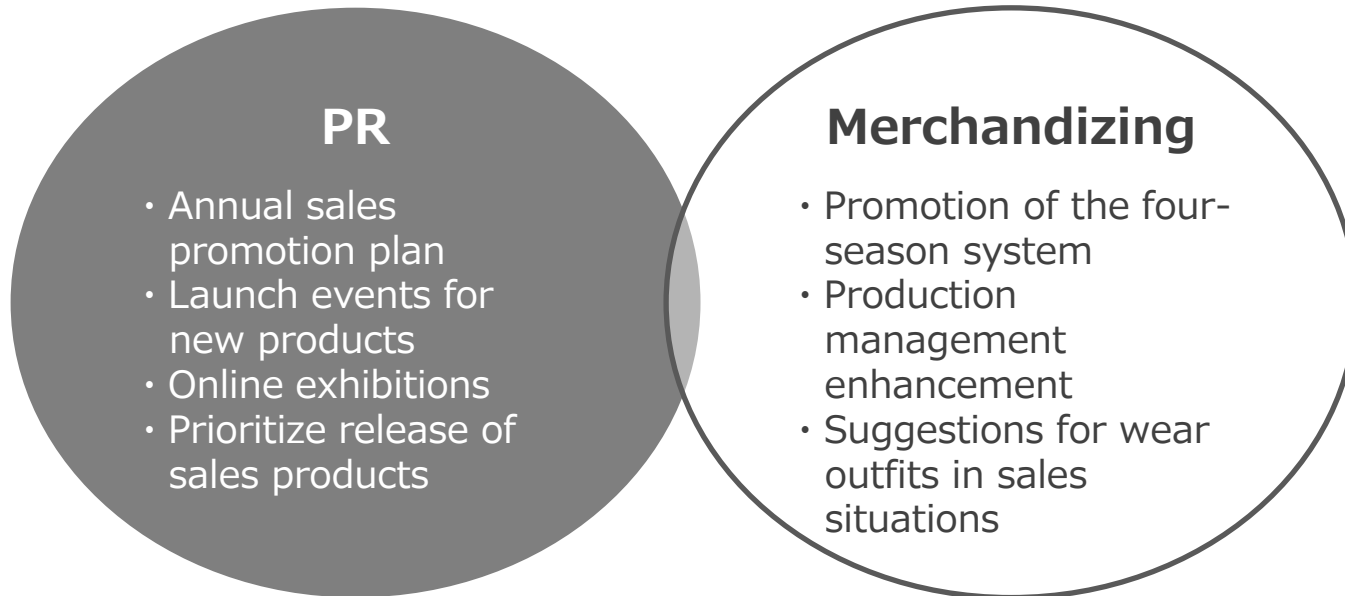 PR
・Annual sales
promotion plan
・Launch events for
new products
・Online exhibitions
・Prioritize release of
sales products
Merchandizing
・Promotion of the four-
season system
・Production
management
enhancement
・Suggestions for wear
outfits in sales
situations